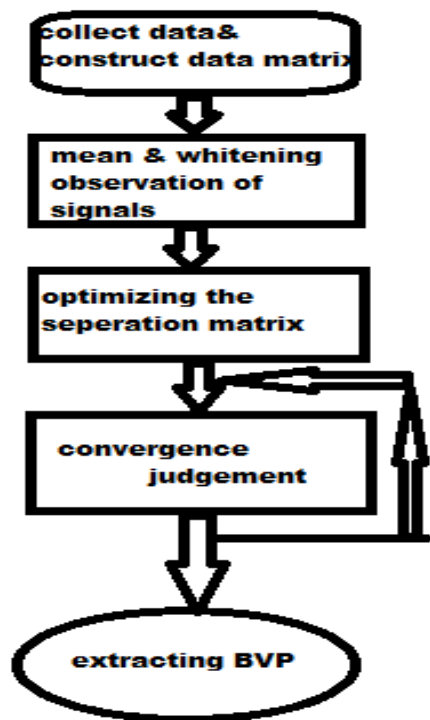 collect data&
construct data matrix
mean & whitening
observation of
signals
optimizing the
seperation matrix
convergence
judgement
extracting BVP